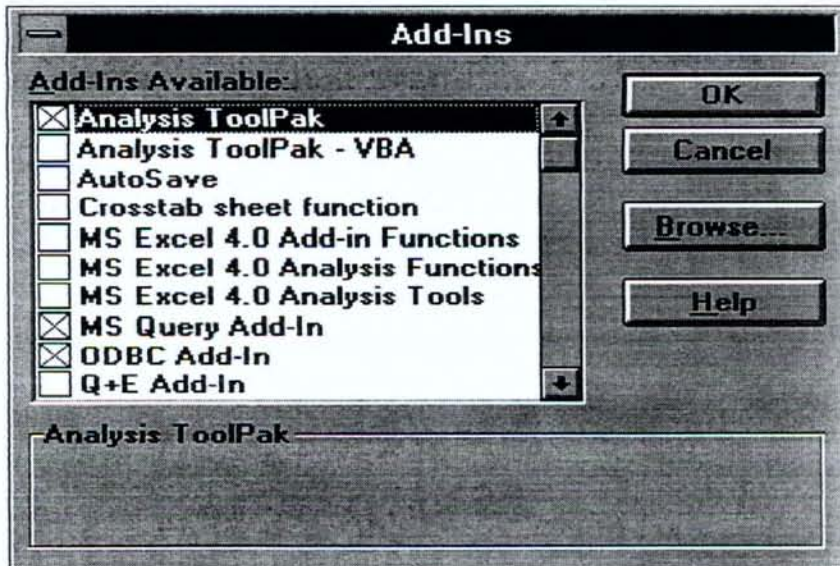 Add-Ins
Add-Ins Available:
Analysis ToolPak
Analysis ToolPak - VBA
AutoSave
Crosstab sheet function
MS Excel 4.0 Add-in Functions
MS Excel 4.0 Analysis Functions
MS Excel 4.0 Analysis Tools
MS Query Add-In
ODBC Add-In
Q+E Add-In
OK
Cancel
Browse...
Help
Analysis ToolPak